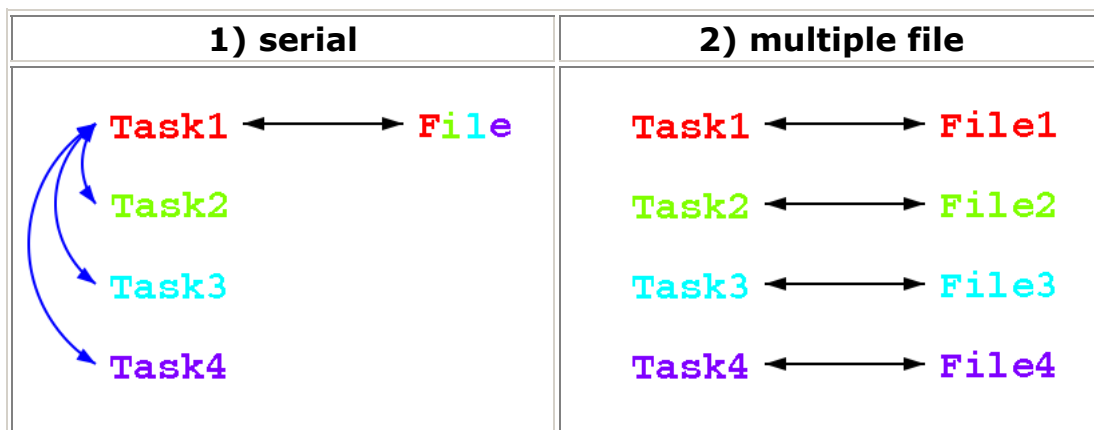 1) serial
2) multiple file
Task1 File
Task2
Task3
Task4
Task1 File1
Task2 File2
Task3 File3
Task4 File4